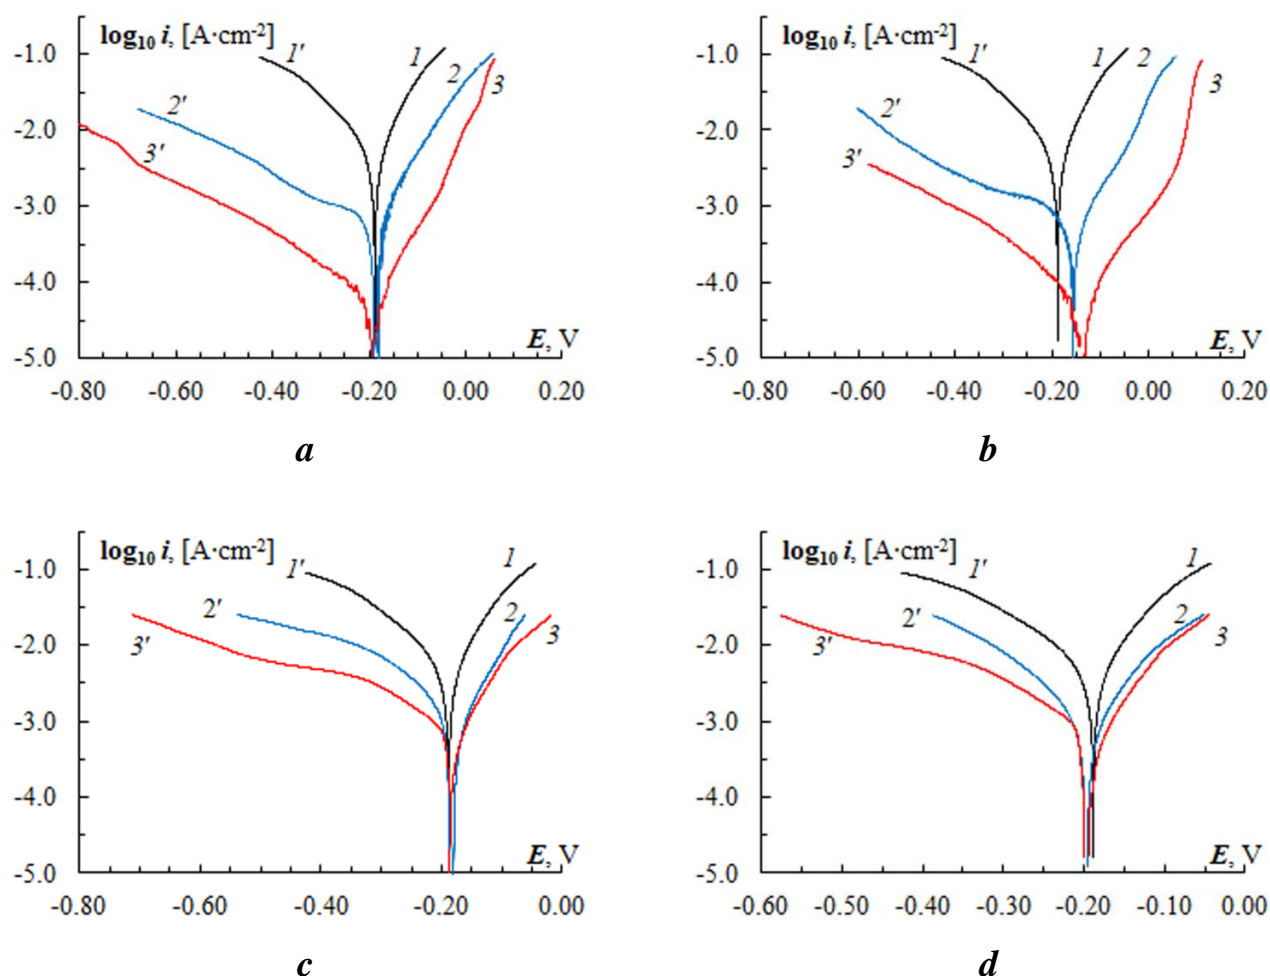 log₁₀ i, [A·cm⁻²]
1' 1 2 3
2'
3'
-1.0
-2.0
-3.0
-4.0
-5.0
E, V
-0.80 -0.60 -0.40 -0.20 0.00 0.20
a
log₁₀ i, [A·cm⁻²]
1' 1 2 3
2'
3'
-1.0
-2.0
-3.0
-4.0
-5.0
E, V
-0.80 -0.60 -0.40 -0.20 0.00 0.20
b
log₁₀ i, [A·cm⁻²]
1' 1
2' 2
3' 3
-1.0
-2.0
-3.0
-4.0
-5.0
E, V
-0.80 -0.60 -0.40 -0.20 0.00
c
log₁₀ i, [A·cm⁻²]
1' 1
2' 2
3' 3
-1.0
-2.0
-3.0
-4.0
-5.0
E, V
-0.60 -0.50 -0.40 -0.30 -0.20 -0.10 0.00
d